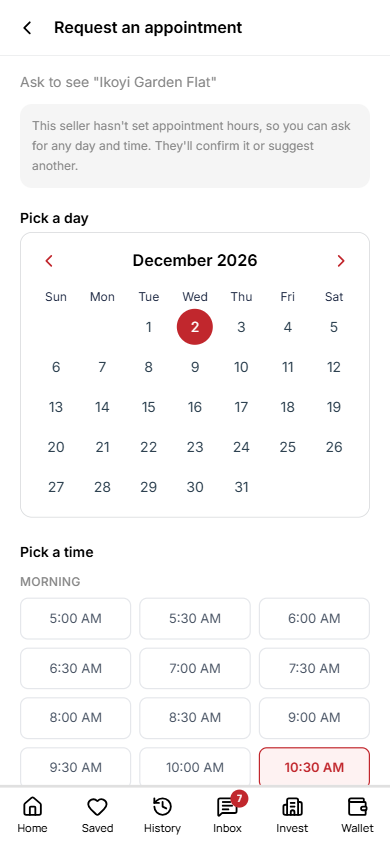 Request an appointment
Ask to see "Ikoyi Garden Flat"
This seller hasn't set appointment hours, so you can ask
for any day and time. They'll confirm it or suggest
another.
Pick a day
December 2026
Sun Mon Tue Wed Thu Fri Sat
1 2 3 4 5
6 7 8 9 10 11 12
13 14 15 16 17 18 19
20 21 22 23 24 25 26
27 28 29 30 31
Pick a time
MORNING
5:00 AM 5:30 AM 6:00 AM
6:30 AM 7:00 AM 7:30 AM
8:00 AM 8:30 AM 9:00 AM
9:30 AM 10:00 AM 10:30 AM
7
Home Saved History Inbox Invest Wallet